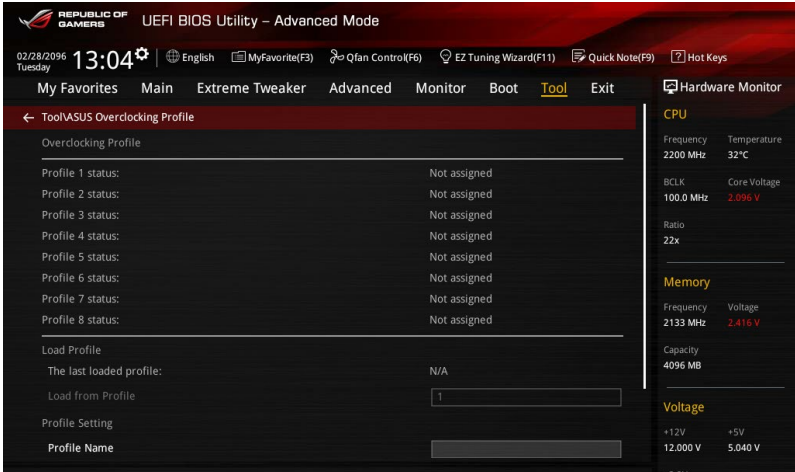 REPUBLIC OF
GAMERS
UEFI BIOS Utility – Advanced Mode
02/28/2096
Tuesday
13:04
English
MyFavorite(F3)
Qfan Control(F6)
EZ Tuning Wizard(F11)
Quick Note(F9)
? Hot Keys
My Favorites Main Extreme Tweaker Advanced Monitor Boot Tool Exit
Hardware Monitor
← Tool\ASUS Overclocking Profile
Overclocking Profile
Profile 1 status: Not assigned
Profile 2 status: Not assigned
Profile 3 status: Not assigned
Profile 4 status: Not assigned
Profile 5 status: Not assigned
Profile 6 status: Not assigned
Profile 7 status: Not assigned
Profile 8 status: Not assigned
Load Profile
The last loaded profile: N/A
Load from Profile 1
Profile Setting
Profile Name
CPU
Frequency Temperature
2200 MHz 32°C
BCLK Core Voltage
100.0 MHz 2.096 V
Ratio
22x
Memory
Frequency Voltage
2133 MHz 2.416 V
Capacity
4096 MB
Voltage
+12V +5V
12.000 V 5.040 V